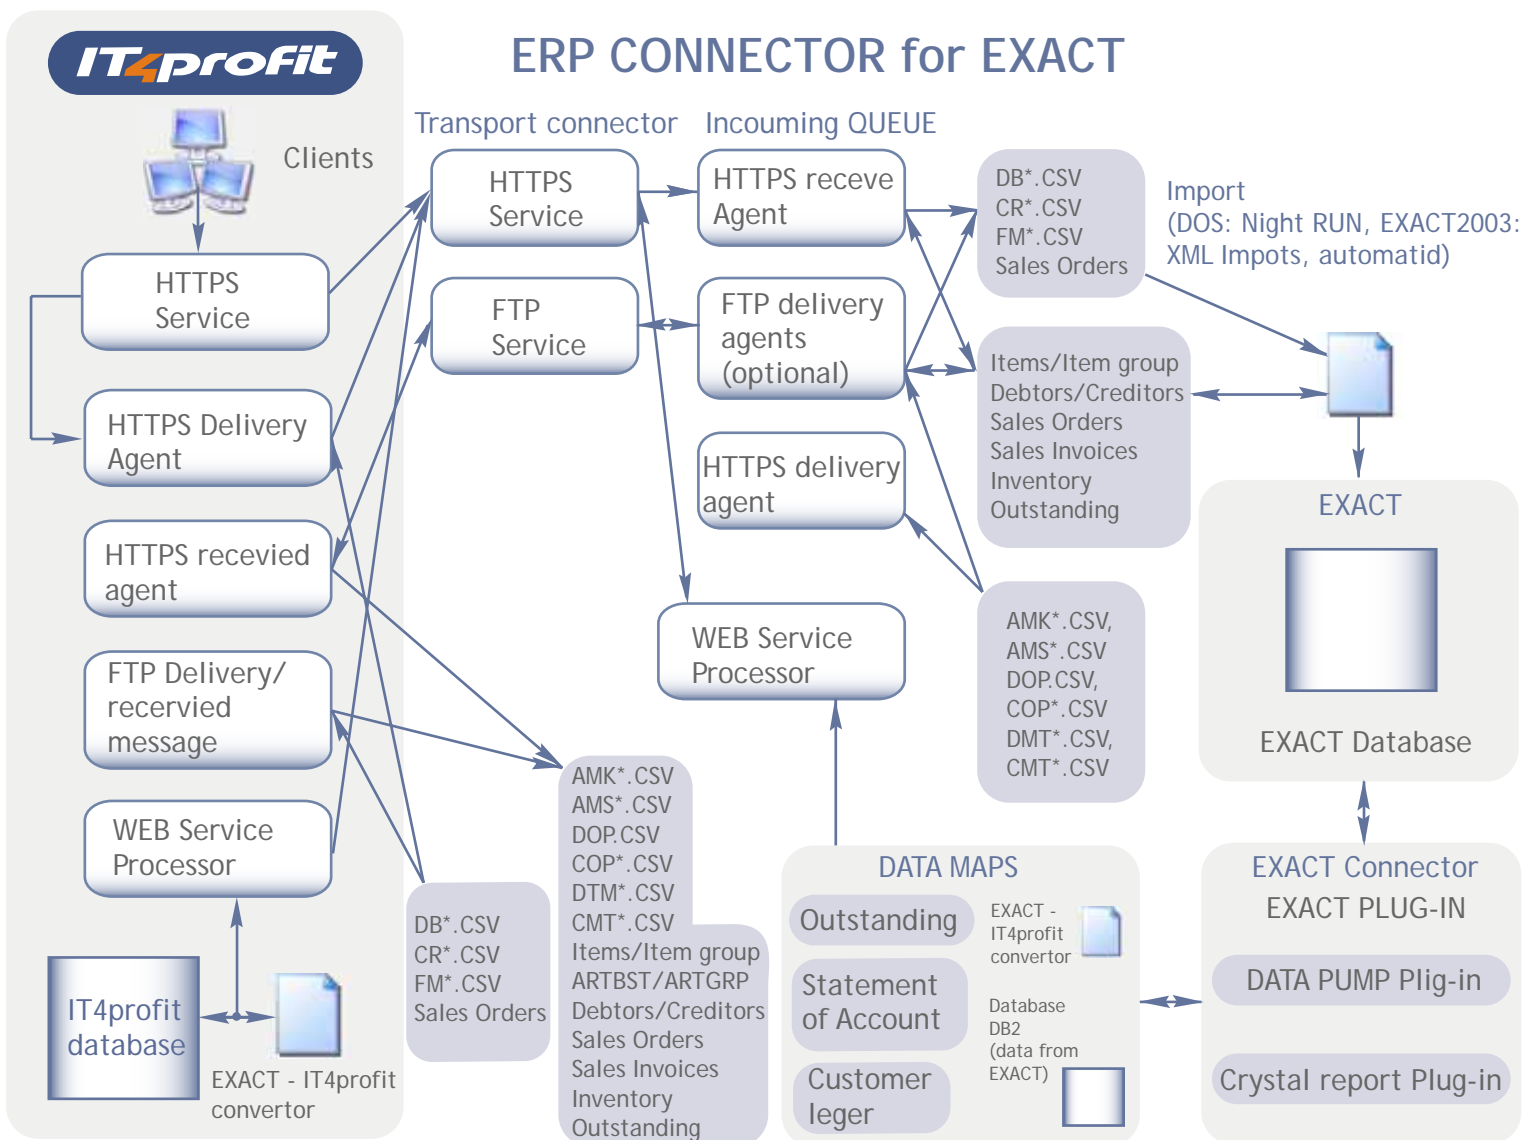 IT4profit
ERP CONNECTOR for EXACT
Clients
HTTPS
Service
HTTPS Delivery
Agent
HTTPS recevied
agent
FTP Delivery/
recervied
message
WEB Service
Processor
IT4profit
database
EXACT - IT4profit
convertor
Transport connector
HTTPS
Service
FTP
Service
Incouming QUEUE
HTTPS receve
Agent
FTP delivery
agents
(optional)
HTTPS delivery
agent
WEB Service
Processor
DB*.CSV
CR*.CSV
FM*.CSV
Sales Orders
Import
(DOS: Night RUN, EXACT2003:
XML Impots, automatid)
Items/Item group
Debtors/Creditors
Sales Orders
Sales Invoices
Inventory
Outstanding
AMK*.CSV,
AMS*.CSV
DOP.CSV,
COP*.CSV
DMT*.CSV,
CMT*.CSV
EXACT
EXACT Database
DB*.CSV
CR*.CSV
FM*.CSV
Sales Orders
AMK*.CSV
AMS*.CSV
DOP.CSV
COP*.CSV
DTM*.CSV
CMT*.CSV
Items/Item group
ARTBST/ARTGRP
Debtors/Creditors
Sales Orders
Sales Invoices
Inventory
Outstanding
DATA MAPS
Outstanding
Statement
of Account
Customer
leger
EXACT -
IT4profit
convertor
Database
DB2
(data from
EXACT)
EXACT Connector
EXACT PLUG-IN
DATA PUMP Plig-in
Crystal report Plug-in